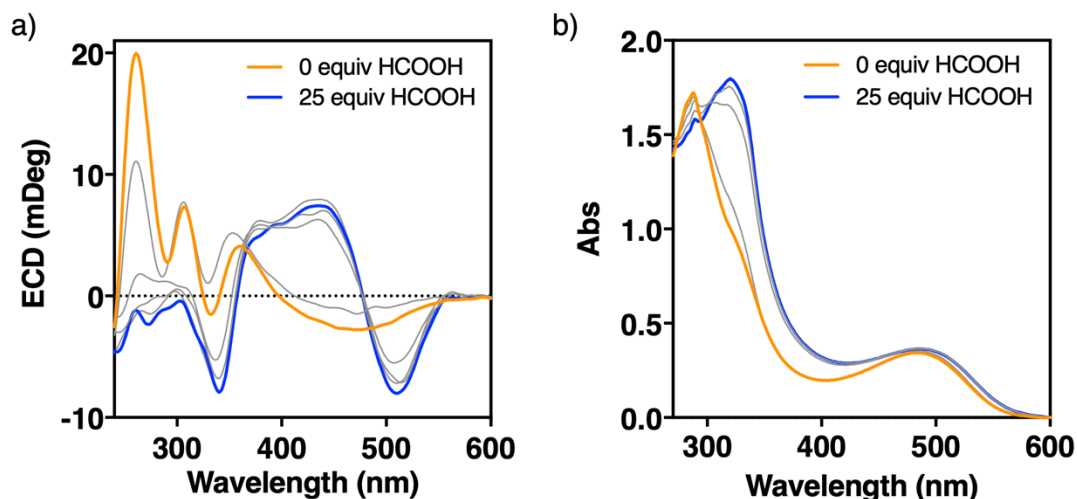 a)
20
10
0
-10
ECD (mDeg)
0 equiv HCOOH
25 equiv HCOOH
300
400
500
600
Wavelength (nm)
b)
2.0
1.5
1.0
0.5
0.0
Abs
0 equiv HCOOH
25 equiv HCOOH
300
400
500
600
Wavelength (nm)